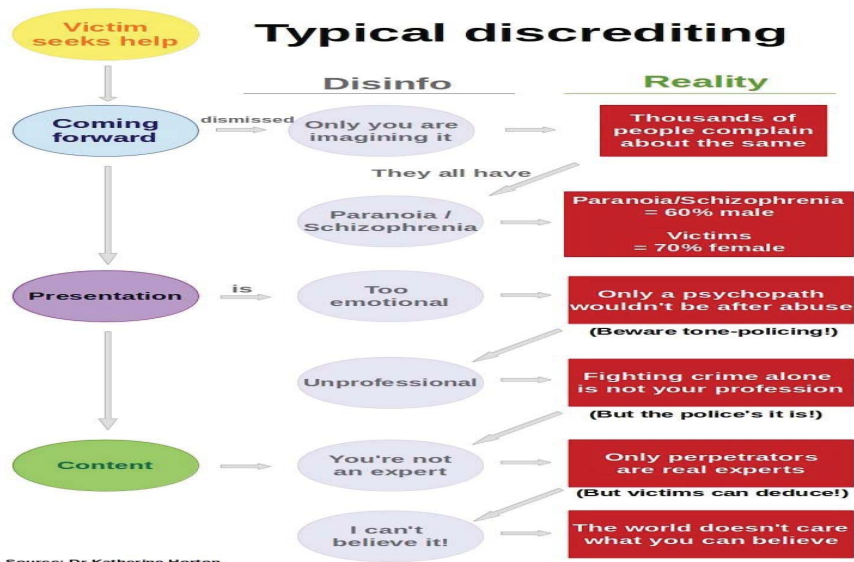 Victim
seeks help
Typical discrediting
Disinfo
Reality
Coming
forward
dismissed
Only you are
imagining it
Thousands of
people complain
about the same
They all have
Paranoia /
Schizophrenia
Paranoia/Schizophrenia
= 60% male
Victims
= 70% female
Presentation
is
Too
emotional
Only a psychopath
wouldn't be after abuse
(Beware tone-policing!)
Unprofessional
Fighting crime alone
is not your profession
(But the police's it is!)
Content
You're not
an expert
Only perpetrators
are real experts
(But victims can deduce!)
I can't
believe it!
The world doesn't care
what you can believe
Source: Dr Katherine Horton